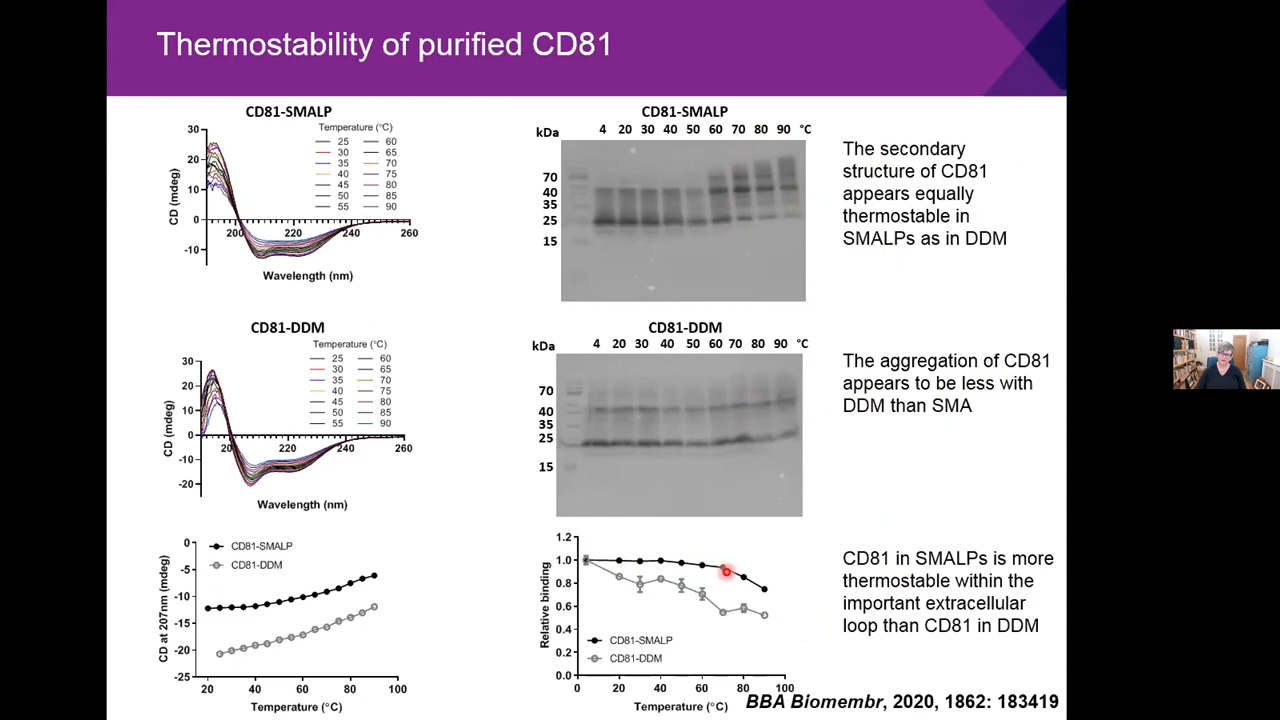 Thermostability of purified CD81
CD81-SMALP
Temperature (°C)
25 60
30 65
35 70
40 75
45 80
50 85
55 90
30
20
10
0
-10
200 220 240 260
CD (mdeg)
Wavelength (nm)
CD81-SMALP
kDa 4 20 30 40 50 60 70 80 90 °C
70
40
35
25
15
The secondary
structure of CD81
appears equally
thermostable in
SMALPs as in DDM
CD81-DDM
Temperature (°C)
25 60
30 65
35 70
40 75
45 80
50 85
55 90
30
20
10
0
-10
-20
20 220 240 260
CD (mdeg)
Wavelength (nm)
CD81-DDM
kDa 4 20 30 40 50 60 70 80 90 °C
70
40
35
25
15
The aggregation of CD81
appears to be less with
DDM than SMA
CD81-SMALP
CD81-DDM
0
-5
-10
-15
-20
-25
20 40 60 80 100
CD at 207nm (mdeg)
Temperature (°C)
1.2
1.0
0.8
0.6
0.4
0.2
0.0
0 20 40 60 80 100
Relative binding
CD81-SMALP
CD81-DDM
Temperature (°C)
CD81 in SMALPs is more
thermostable within the
important extracellular
loop than CD81 in DDM
BBA Biomembr, 2020, 1862: 183419